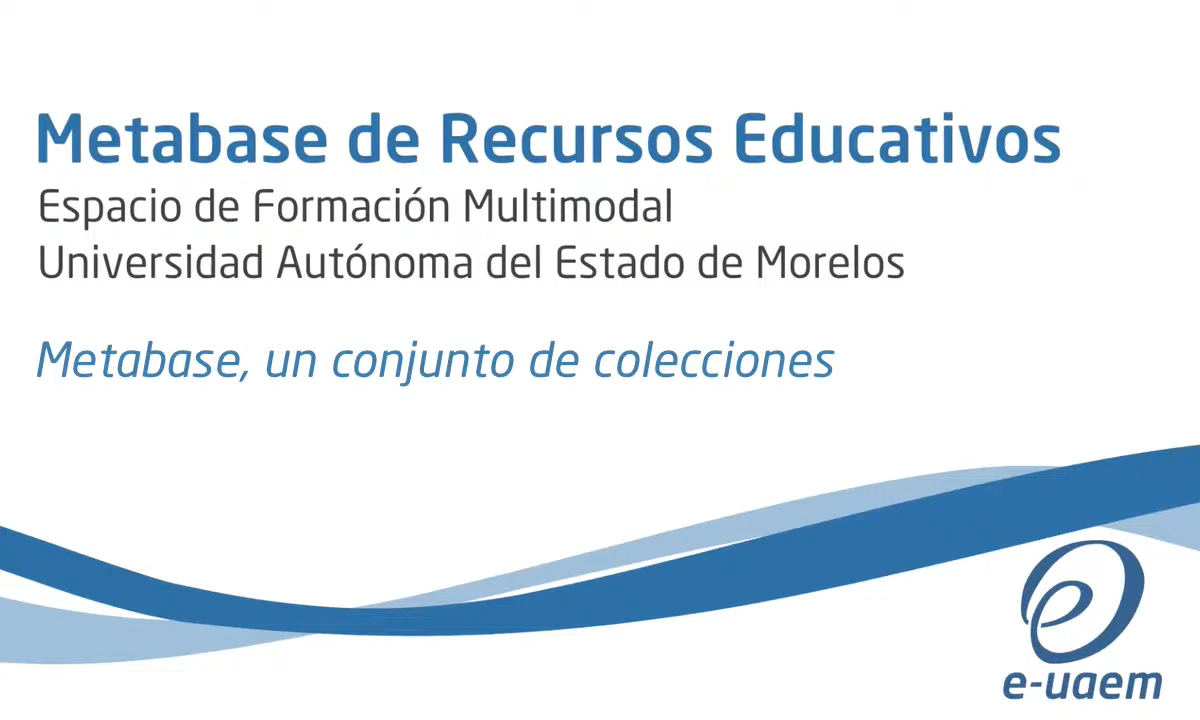 Metabase de Recursos Educativos
Espacio de Formación Multimodal
Universidad Autónoma del Estado de Morelos
Metabase, un conjunto de colecciones
e-uaem